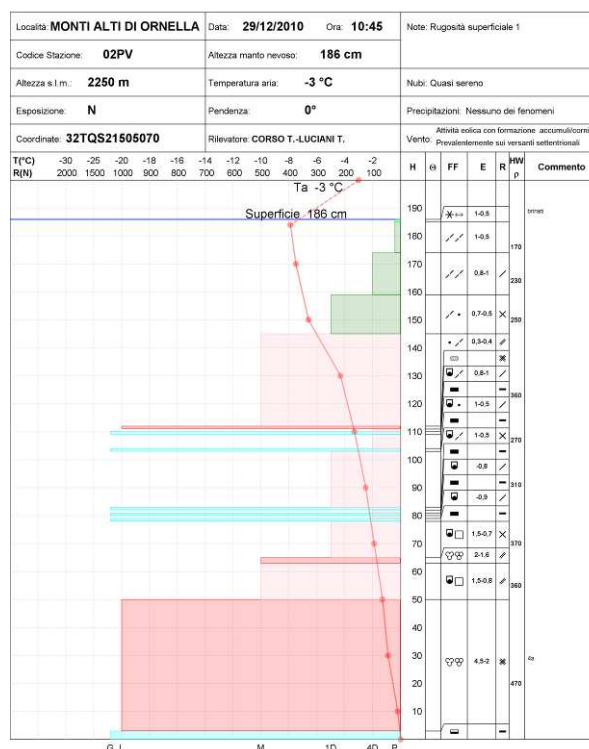 Località: MONTI ALTI DI ORNELLA Data: 29/12/2010 Ora: 10:45 Note: Rugosità superficiale 1
Codice Stazione: 02PV Altezza manto nevoso: 186 cm
Altezza s.l.m.: 2250 m Temperatura aria: -3 °C Nubi: Quasi sereno
Esposizione: N Pendenza: 0° Precipitazioni: Nessuno dei fenomeni
Coordinate: 32TQS21505070 Rilevatore: CORSO T.-LUCIANI T. Vento: Attività eolica con formazione accumuli/corni
Prevalentemente sui versanti settentrionali
T(°C) -30 -20 -18 -16 -14 -12 -10 -8 -6 -4 -2 H Θ FF E R HW Commento
R(N) 2000 1500 1000 900 800 700 600 500 400 300 200 100 ρ
Ta -3 °C
190
Superficie 186 cm 1-0,5
180 1-0,5
170
170 0,8-1 230
160
150 0,7-0,5 250
140 0,3-0,4
130 0,8-1
360
120 1-0,5
110 1-0,5 270
100 -0,8
310
90 -0,9
80
70 1,5-0,7 370
2-1,6
60 1,5-0,8 360
50
40
30 4,5-2
20 470
10
G I M 1D 4D P